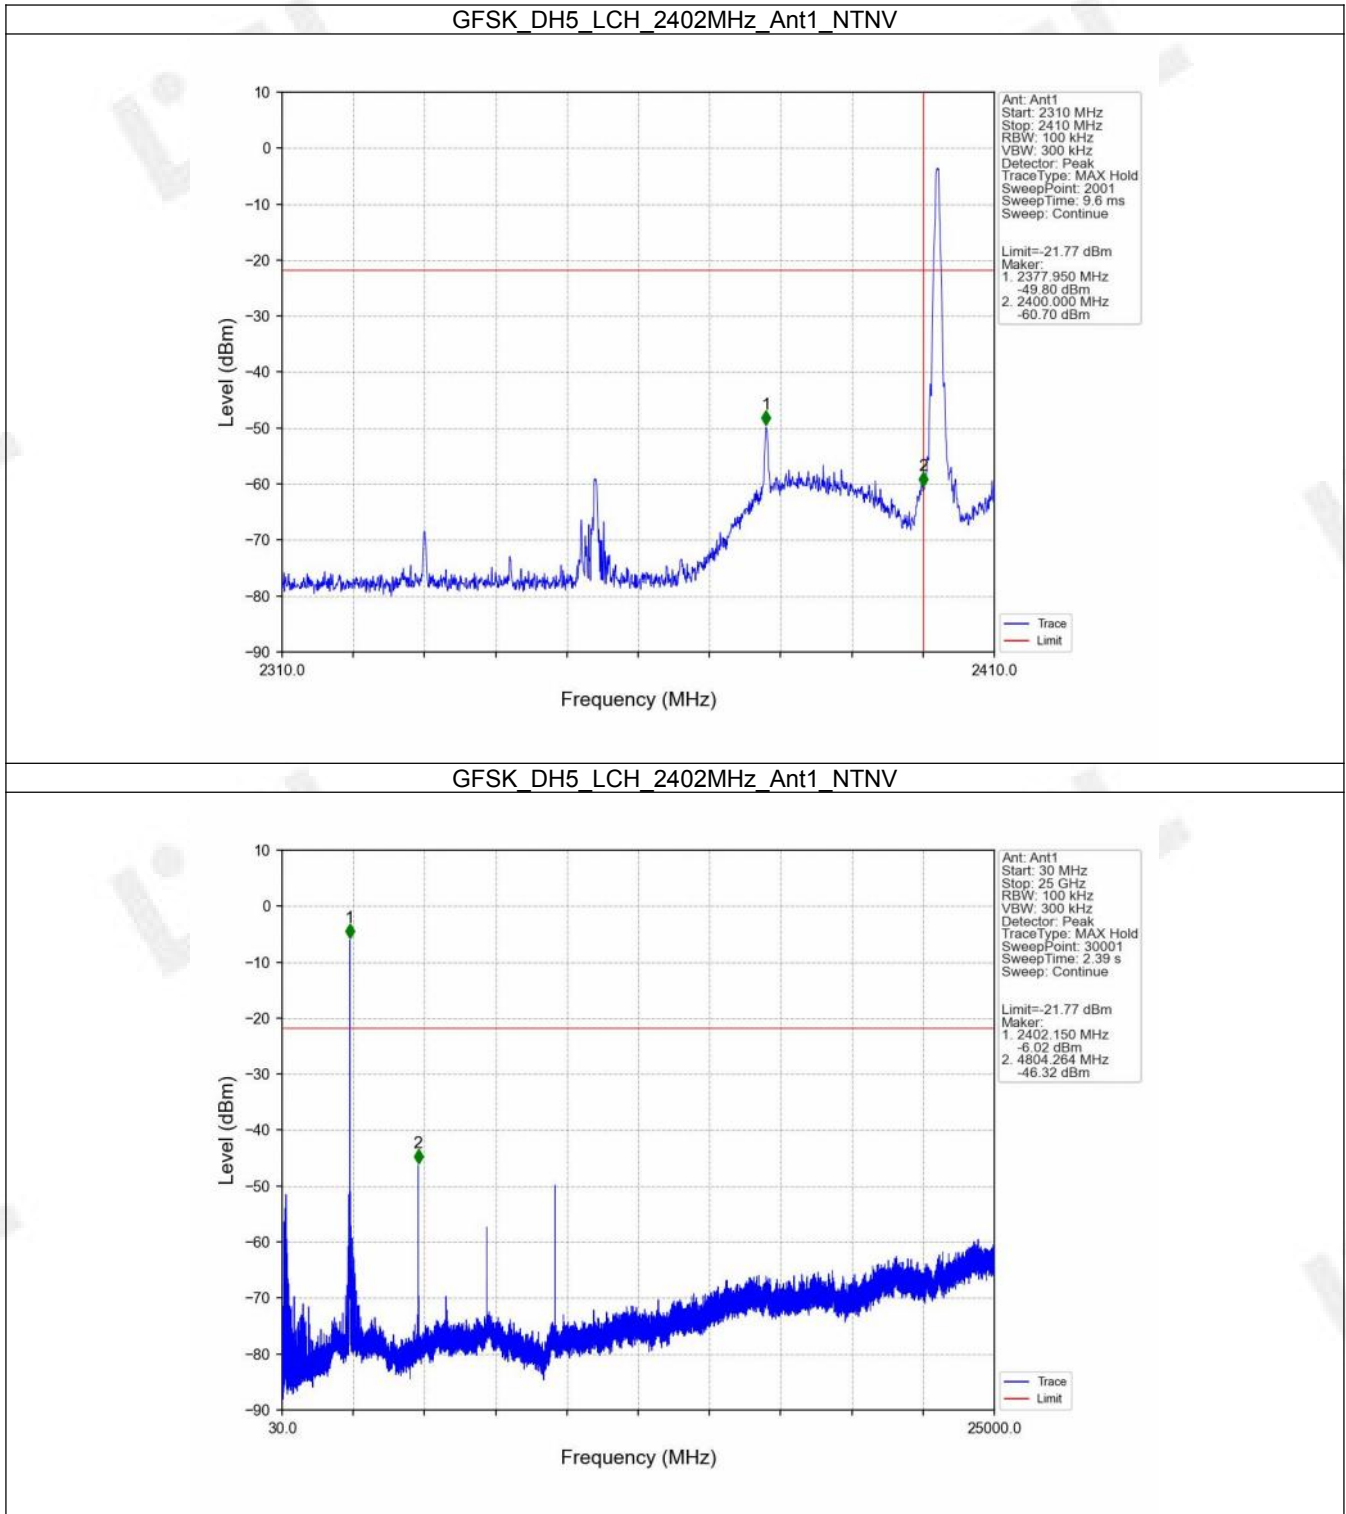 GFSK_DH5_LCH_2402MHz_Ant1_NTNV
10
0
−10
−20
−30
−40
−50
−60
−70
−80
−90
Level (dBm)
2310.0
2410.0
Frequency (MHz)
1
2
Ant: Ant1
Start: 2310 MHz
Stop: 2410 MHz
RBW: 100 kHz
VBW: 300 kHz
Detector: Peak
TraceType: MAX Hold
SweepPoint: 2001
SweepTime: 9.6 ms
Sweep: Continue
Limit=-21.77 dBm
Maker:
1. 2377.950 MHz
-49.80 dBm
2. 2400.000 MHz
-60.70 dBm
Trace
Limit
GFSK_DH5_LCH_2402MHz_Ant1_NTNV
10
0
−10
−20
−30
−40
−50
−60
−70
−80
−90
Level (dBm)
30.0
25000.0
Frequency (MHz)
1
2
Ant: Ant1
Start: 30 MHz
Stop: 25 GHz
RBW: 100 kHz
VBW: 300 kHz
Detector: Peak
TraceType: MAX Hold
SweepPoint: 30001
SweepTime: 2.39 s
Sweep: Continue
Limit=-21.77 dBm
Maker:
1. 2402.150 MHz
-6.02 dBm
2. 4804.264 MHz
-46.32 dBm
Trace
Limit